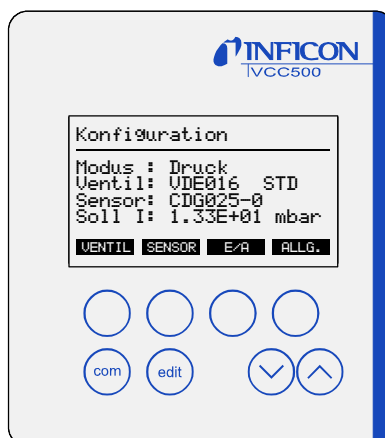 INFICON
VCC500
Konfiguration
Modus : Druck
Ventil: VDE016 STD
Sensor: CDG025-0
Soll I: 1.33E+01 mbar
VENTIL SENSOR E/A ALLG.
com edit